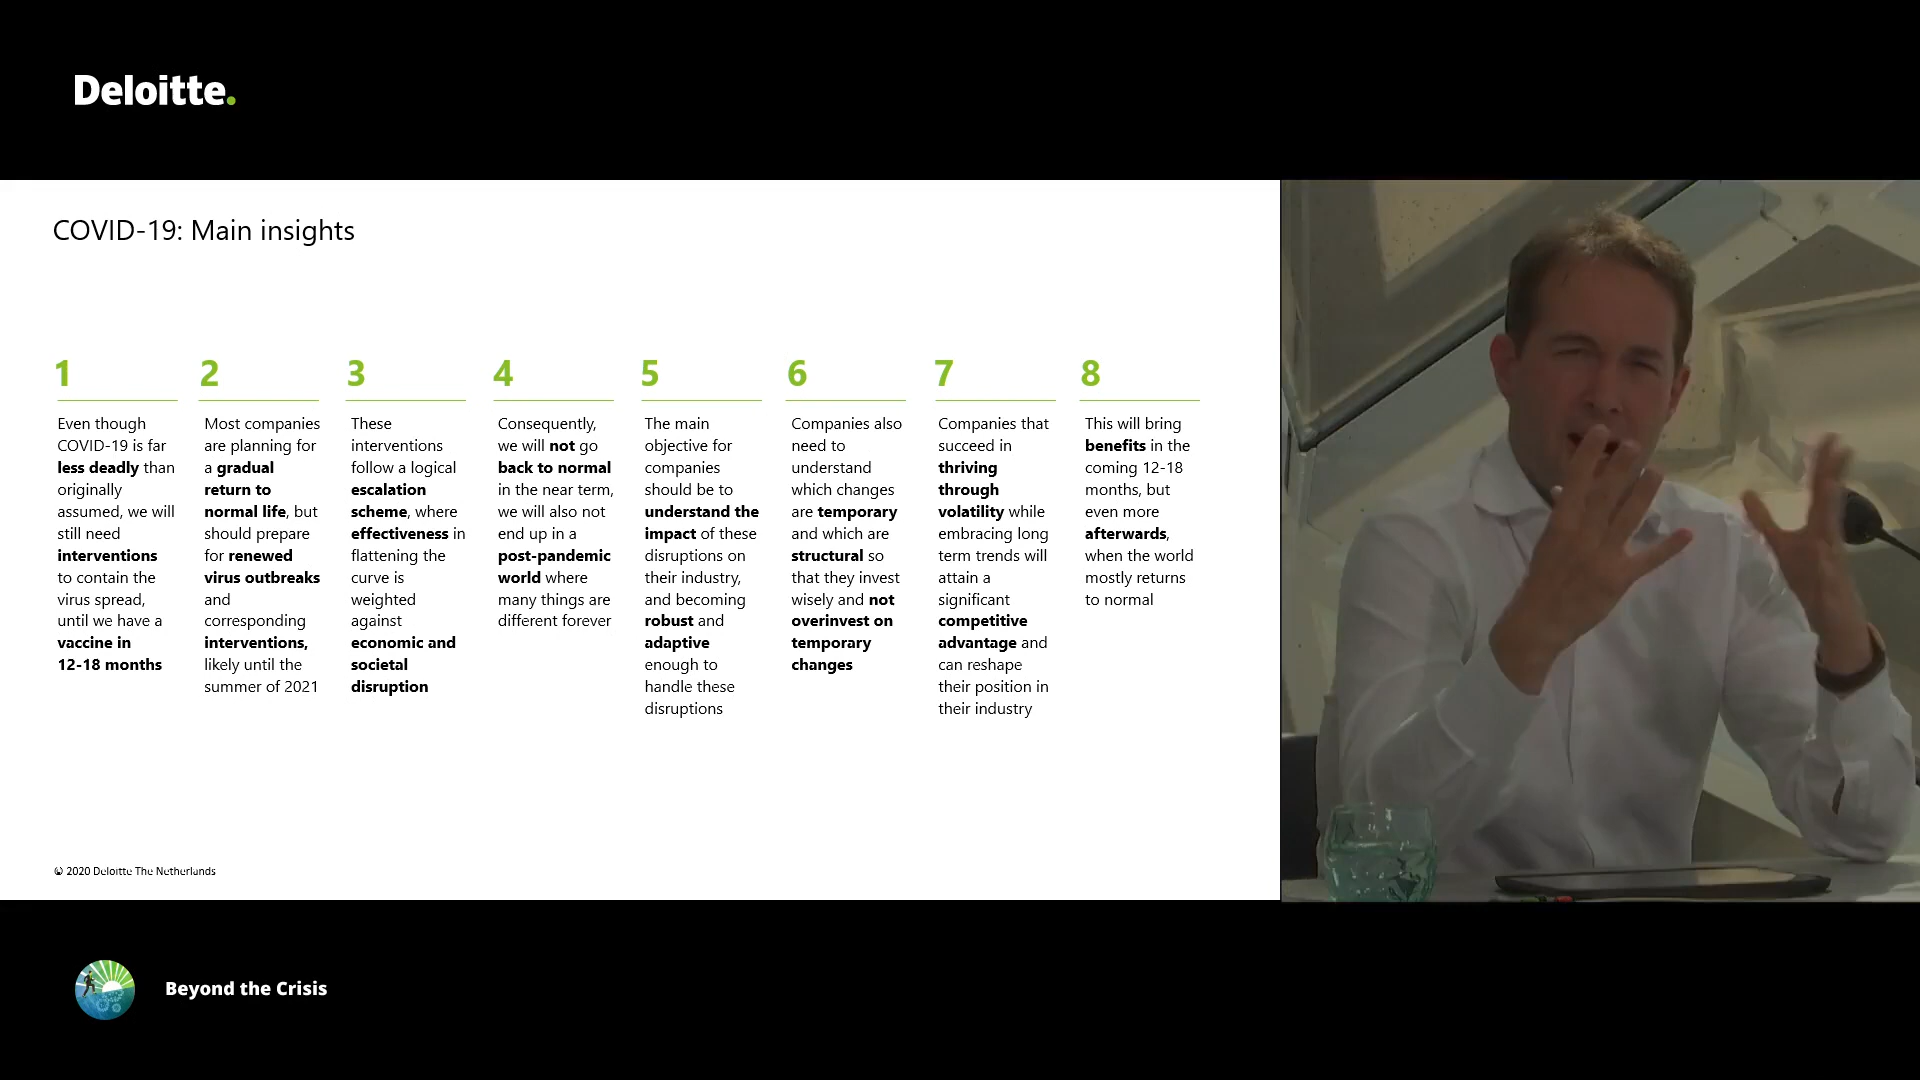 Deloitte.
COVID-19: Main insights
1
Even though
COVID-19 is far
less deadly than
originally
assumed, we will
still need
interventions
to contain the
virus spread,
until we have a
vaccine in
12-18 months
2
Most companies
are planning for
a gradual
return to
normal life, but
should prepare
for renewed
virus outbreaks
and
corresponding
interventions,
likely until the
summer of 2021
3
These
interventions
follow a logical
escalation
scheme, where
effectiveness in
flattening the
curve is
weighted
against
economic and
societal
disruption
4
Consequently,
we will not go
back to normal
in the near term,
we will also not
end up in a
post-pandemic
world where
many things are
different forever
5
The main
objective for
companies
should be to
understand the
impact of these
disruptions on
their industry,
and becoming
robust and
adaptive
enough to
handle these
disruptions
6
Companies also
need to
understand
which changes
are temporary
and which are
structural so
that they invest
wisely and not
overinvest on
temporary
changes
7
Companies that
succeed in
thriving
through
volatility while
embracing long
term trends will
attain a
significant
competitive
advantage and
can reshape
their position in
their industry
8
This will bring
benefits in the
coming 12-18
months, but
even more
afterwards,
when the world
mostly returns
to normal
© 2020 Deloitte The Netherlands
Beyond the Crisis